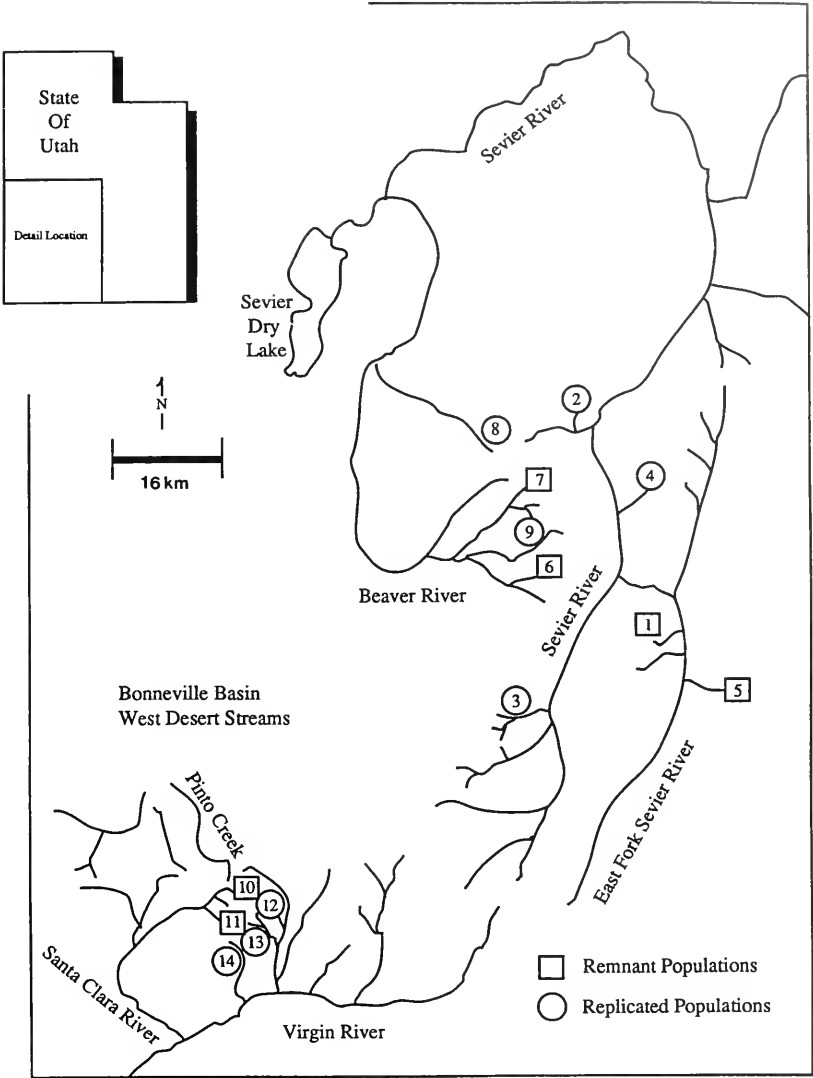 State
Of
Utah
Detail Location
Sevier River
Sevier
Dry
Lake
N
16 km
2
8
4
7
9
6
Beaver River
Sevier River
1
5
3
Bonneville Basin
West Desert Streams
Pinto Creek
East Fork Sevier River
10
12
11
13
14
Santa Clara River
Virgin River
Remnant Populations
Replicated Populations